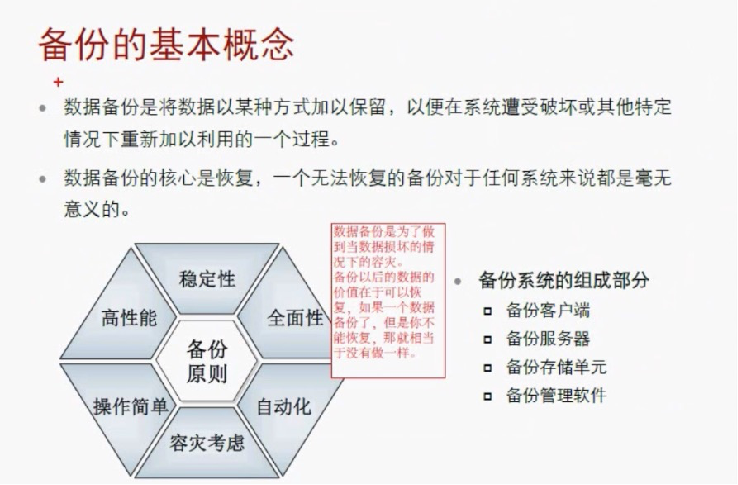 备份的基本概念
数据备份是将数据以某种方式加以保留，以便在系统遭受破坏或其他特定
情况下重新加以利用的一个过程。
数据备份的核心是恢复，一个无法恢复的备份对于任何系统来说都是毫无
意义的。
稳定性
高性能
全面性
备份
原则
操作简单
自动化
容灾考虑
数据备份是为了做
到当数据损坏的情
况下的容灾。
备份以后的数据的
价值在于可以恢
复，如果一个数据
备份了，但是你不
能恢复，那就相当
于没有做一样。
备份系统的组成部分
备份客户端
备份服务器
备份存储单元
备份管理软件